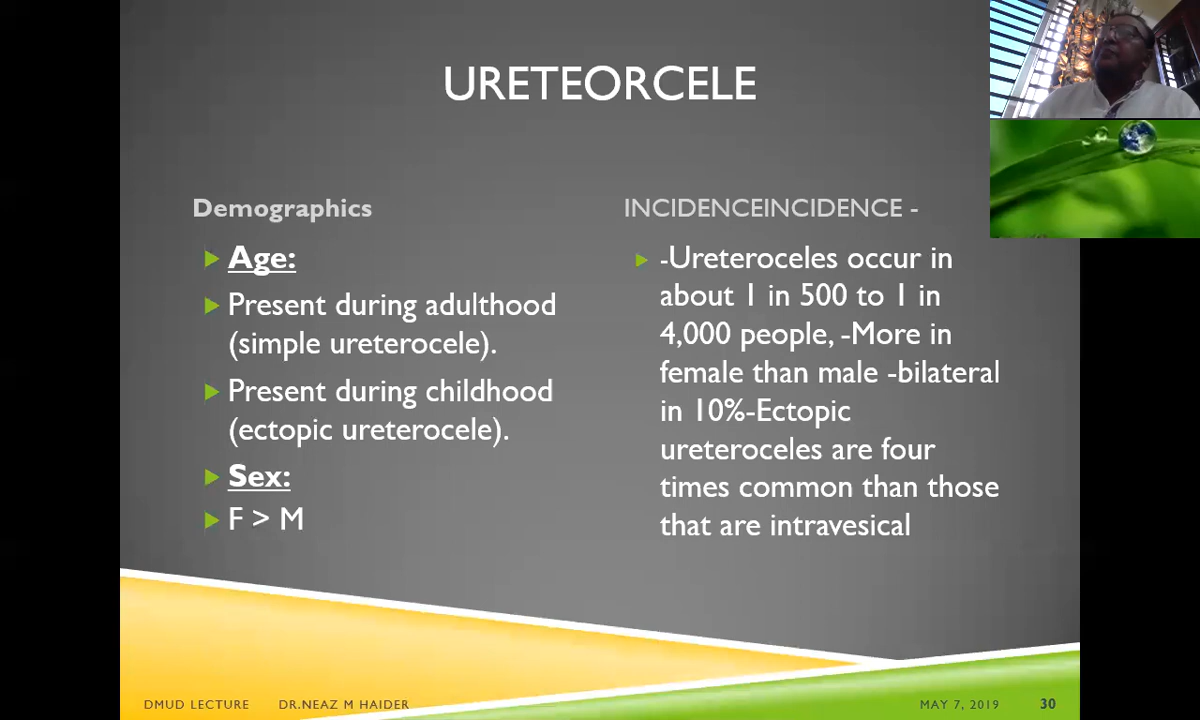 URETEORCELE
Demographics
Age:
Present during adulthood
(simple ureterocele).
Present during childhood
(ectopic ureterocele).
Sex:
F > M
INCIDENCEINCIDENCE -
-Ureteroceles occur in
about 1 in 500 to 1 in
4,000 people, -More in
female than male -bilateral
in 10%-Ectopic
ureteroceles are four
times common than those
that are intravesical
DMUD LECTURE DR.NEAZ M HAIDER
MAY 7, 2019 30